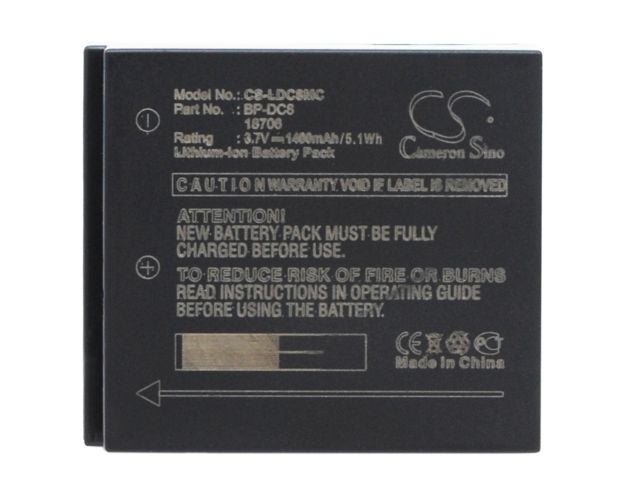 Model No.: CS-LDC8MC
Part No.: BP-DC6
18706
Rating : 3.7V 1400mAh/5.1Wh
Lithium-Ion Battery Pack
CS
Cameron Sino
CAUTION WARRANTY VOID IF LABEL IS REMOVED
ATTENTION!
NEW BATTERY PACK MUST BE FULLY
CHARGED BEFORE USE.
TO REDUCE RISK OF FIRE OR BURNS
READ INSTRUCTIONS IN OPERATING GUIDE
BEFORE USING THE BATTERY.
CE
Made in China